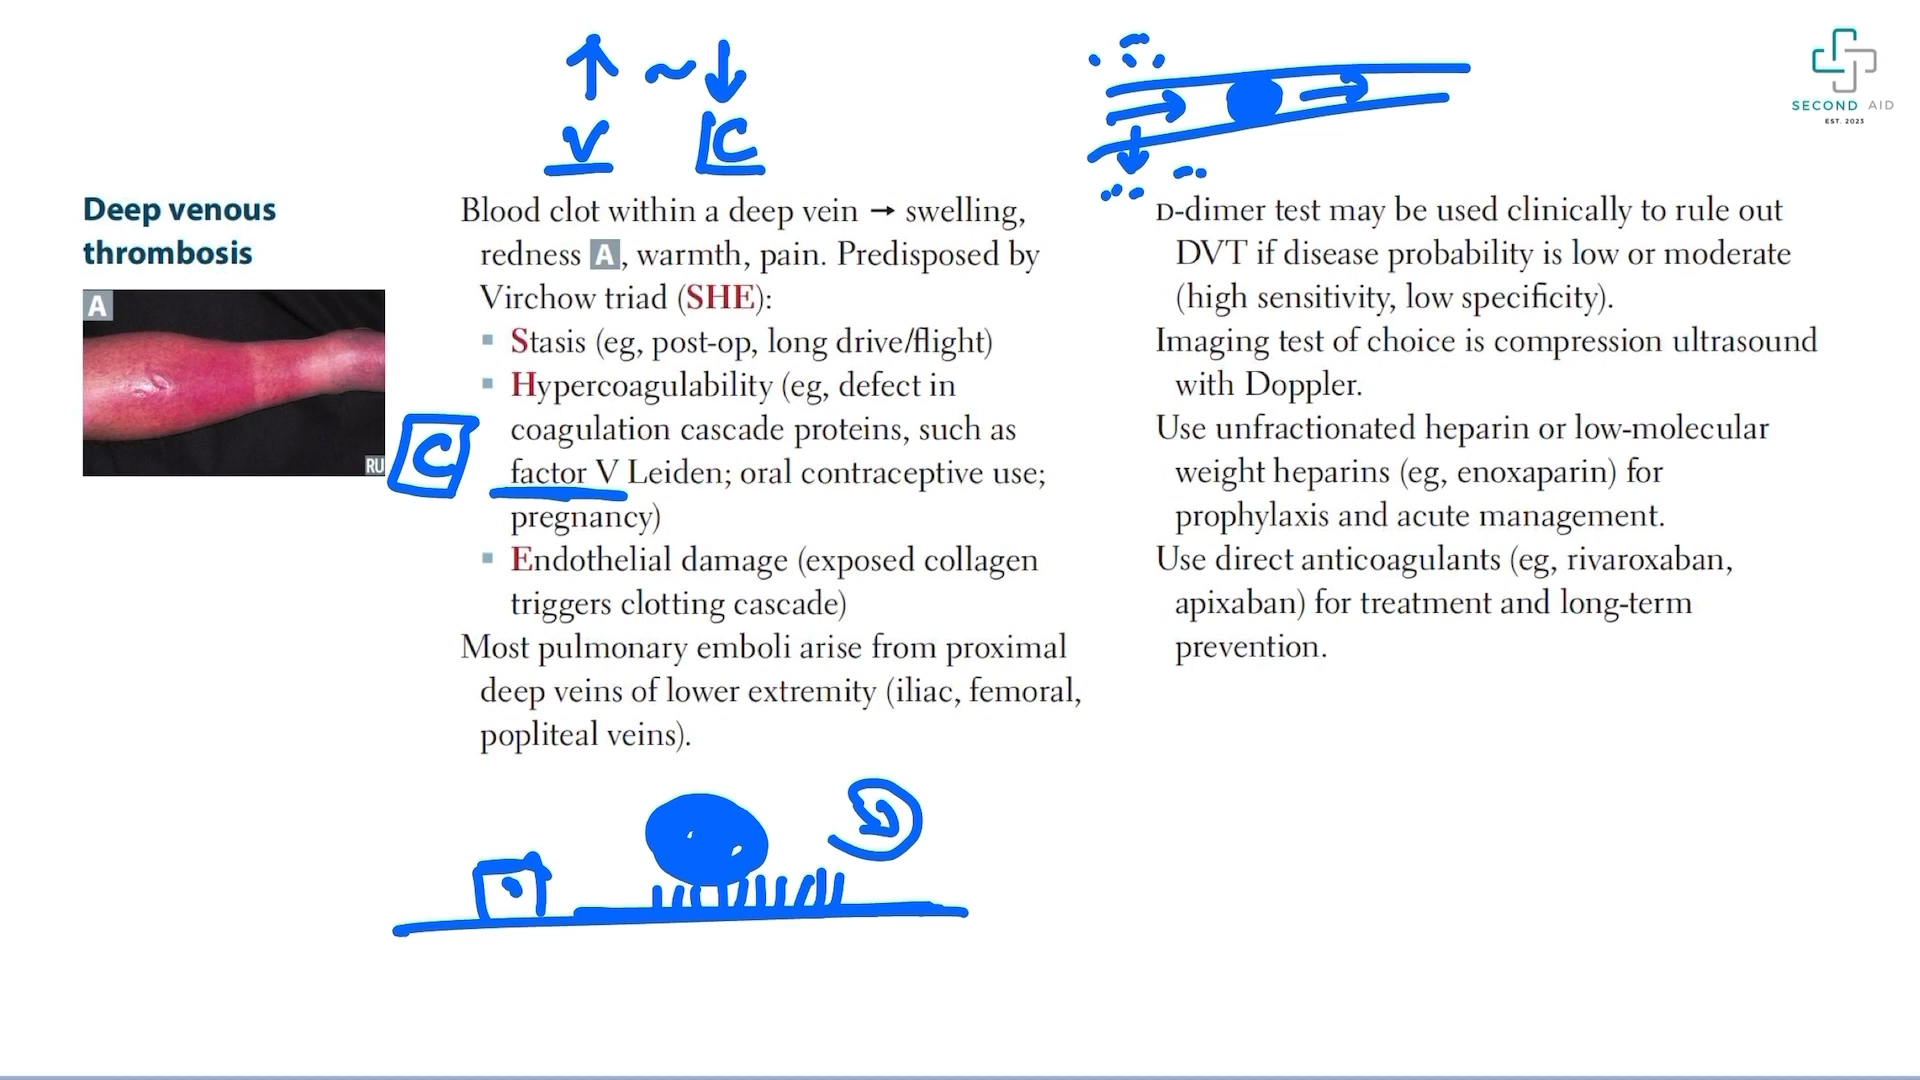 ↑ ~ ↓
V C
SECOND AID
EST. 2023
Deep venous
thrombosis
A
RU
Blood clot within a deep vein → swelling,
redness A, warmth, pain. Predisposed by
Virchow triad (SHE):
▪ Stasis (eg, post-op, long drive/flight)
▪ Hypercoagulability (eg, defect in
coagulation cascade proteins, such as
C
factor V Leiden; oral contraceptive use;
pregnancy)
▪ Endothelial damage (exposed collagen
triggers clotting cascade)
Most pulmonary emboli arise from proximal
deep veins of lower extremity (iliac, femoral,
popliteal veins).
D-dimer test may be used clinically to rule out
DVT if disease probability is low or moderate
(high sensitivity, low specificity).
Imaging test of choice is compression ultrasound
with Doppler.
Use unfractionated heparin or low-molecular
weight heparins (eg, enoxaparin) for
prophylaxis and acute management.
Use direct anticoagulants (eg, rivaroxaban,
apixaban) for treatment and long-term
prevention.